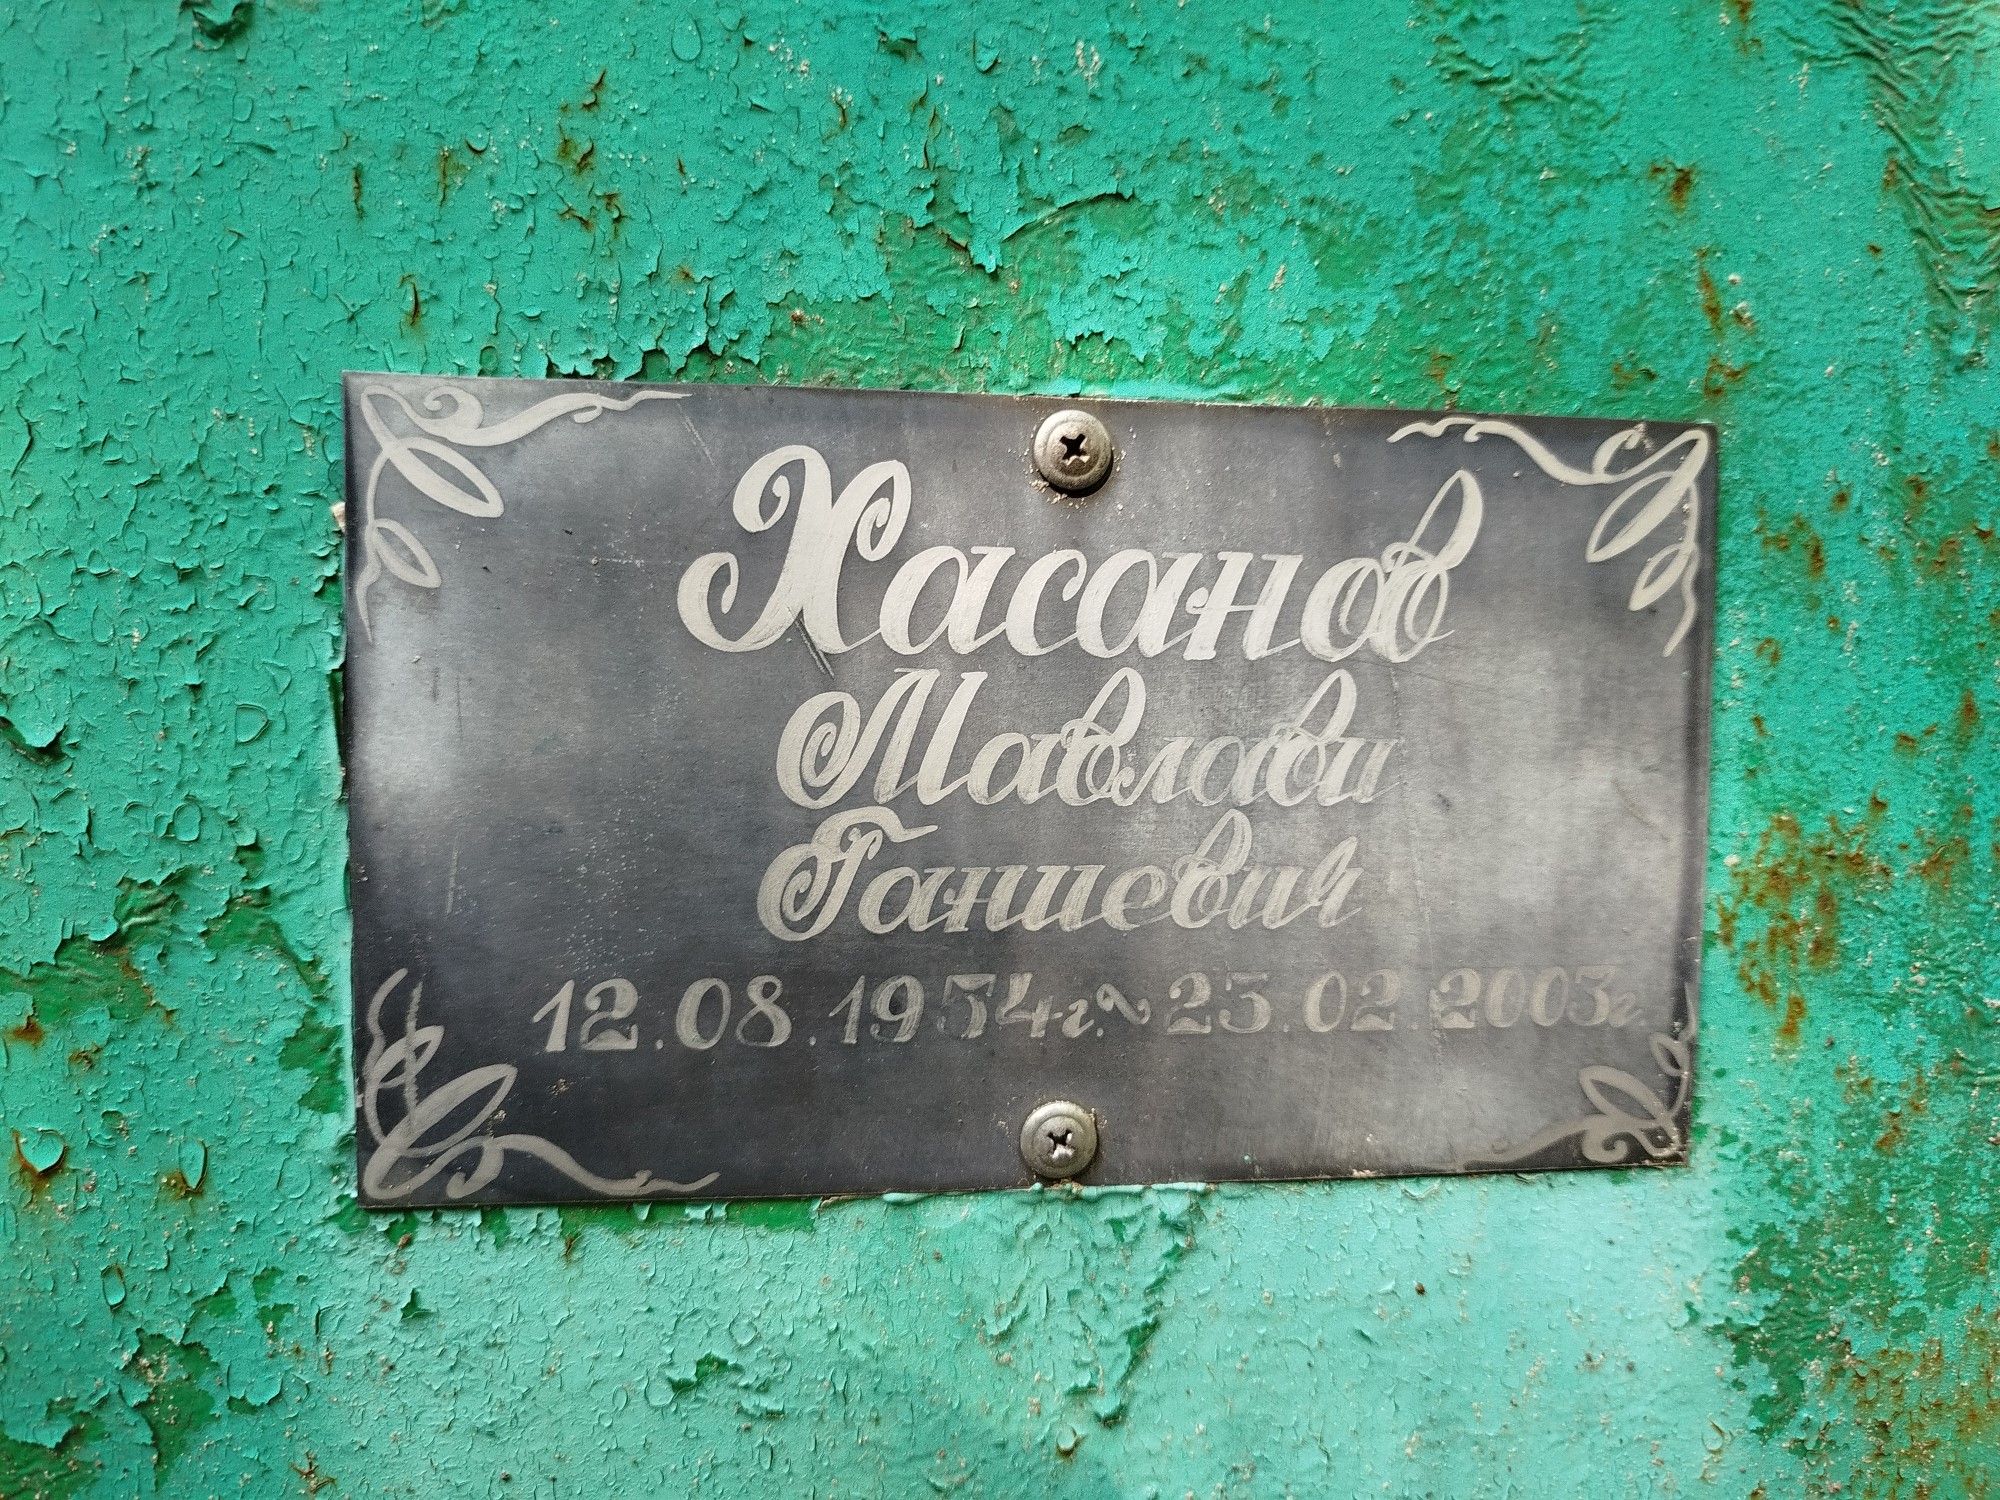 Хасанов
Мавлави
Ганиевич
12.08.1954г.~23.02.2003г.